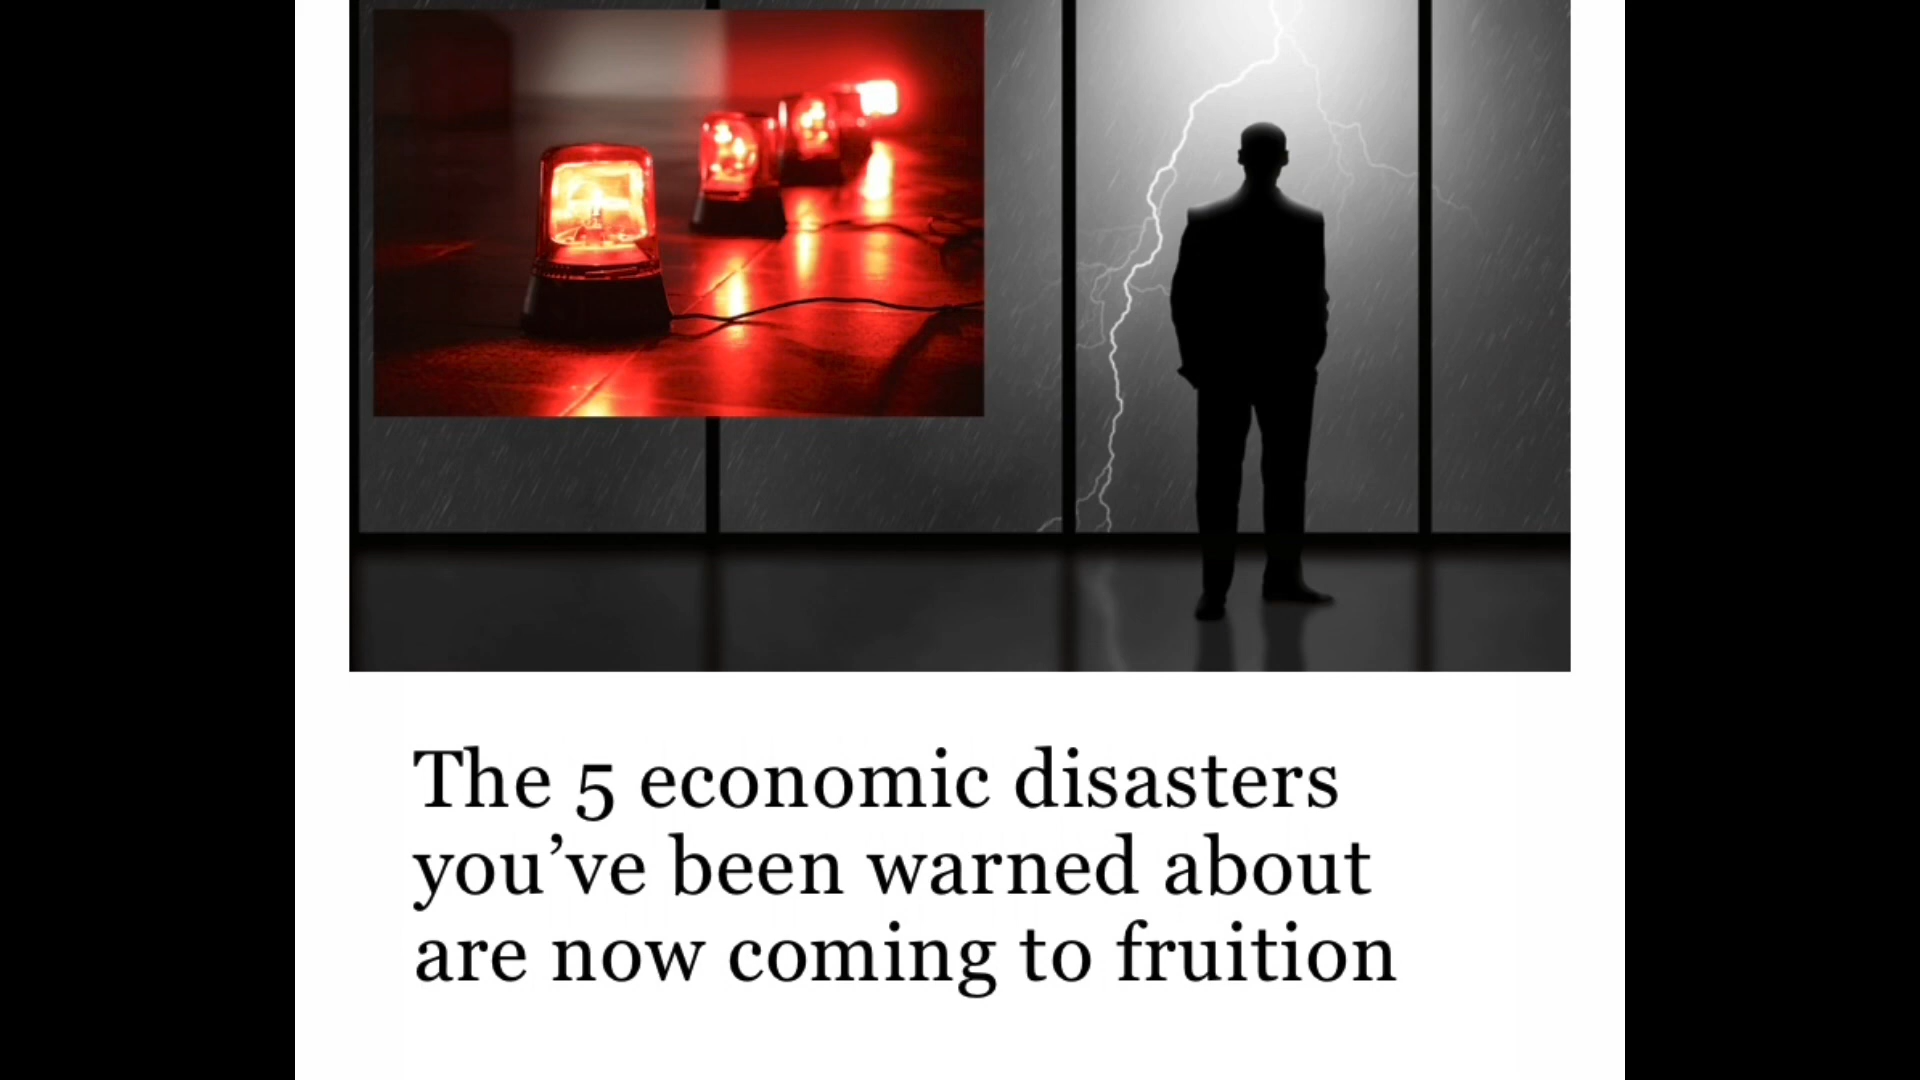 The 5 economic disasters
you’ve been warned about
are now coming to fruition